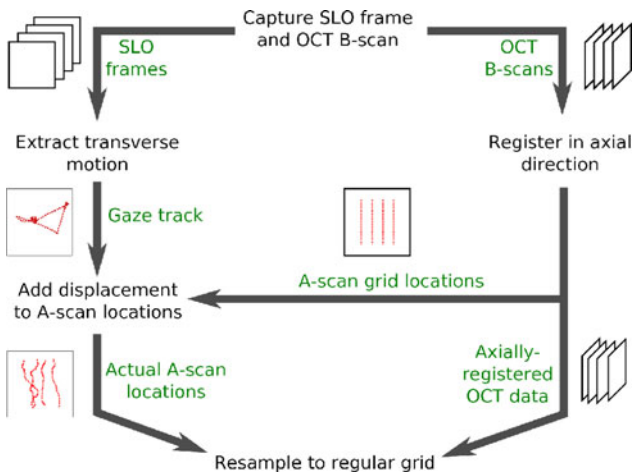 Capture SLO frame
and OCT B-scan
SLO
frames
OCT
B-scans
Extract transverse
motion
Register in axial
direction
Gaze track
A-scan grid locations
Add displacement
to A-scan locations
Actual A-scan
locations
Axially-
registered
OCT data
Resample to regular grid